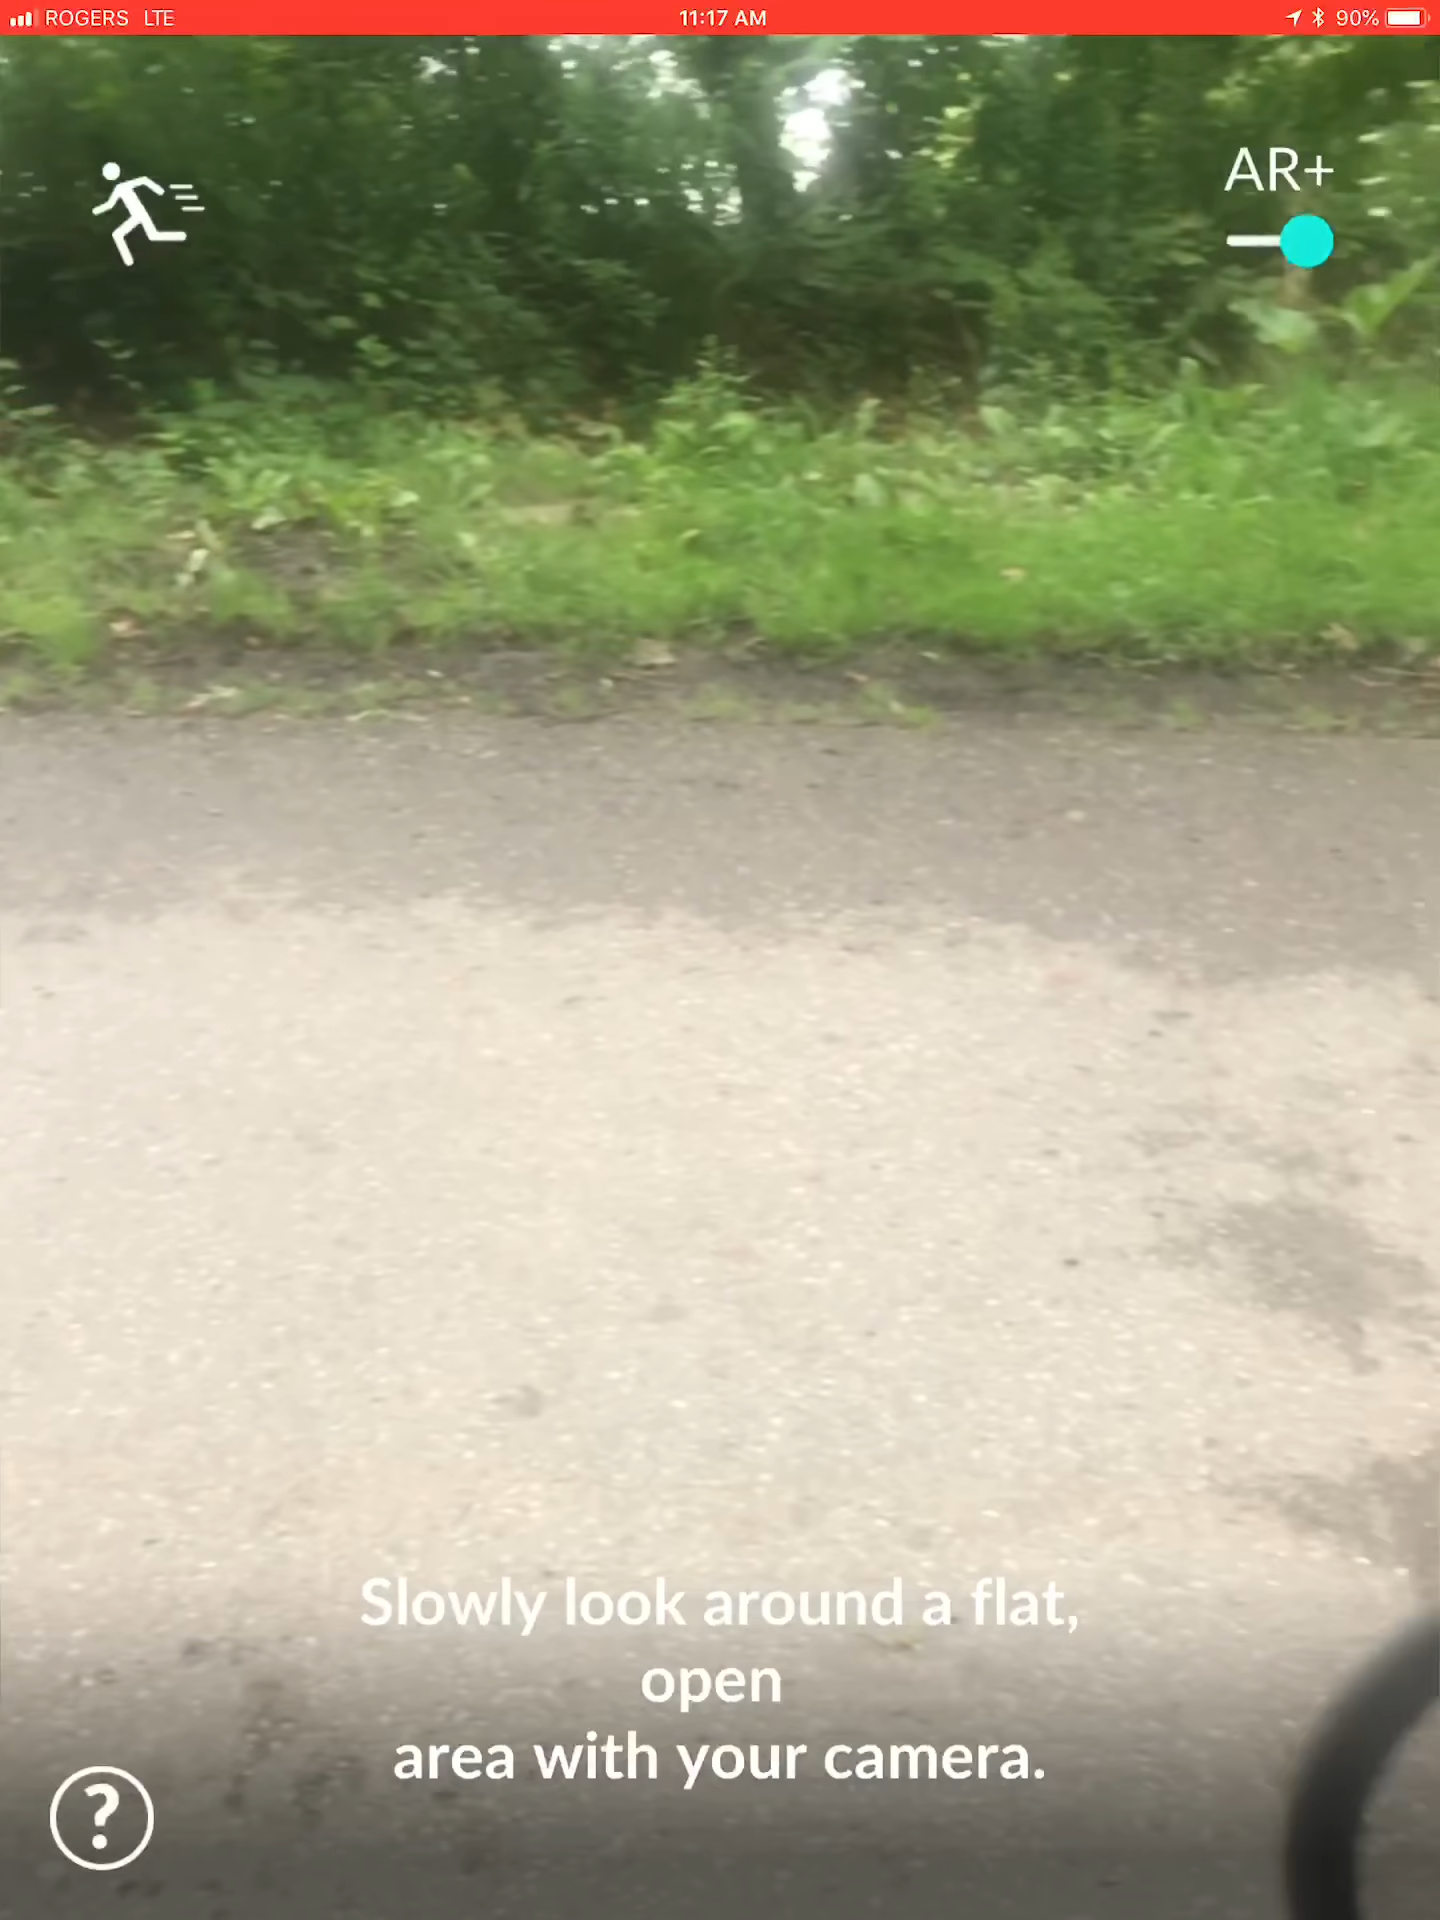 ROGERS LTE 11:17 AM 90%
AR+
Slowly look around a flat,
open
area with your camera.
?